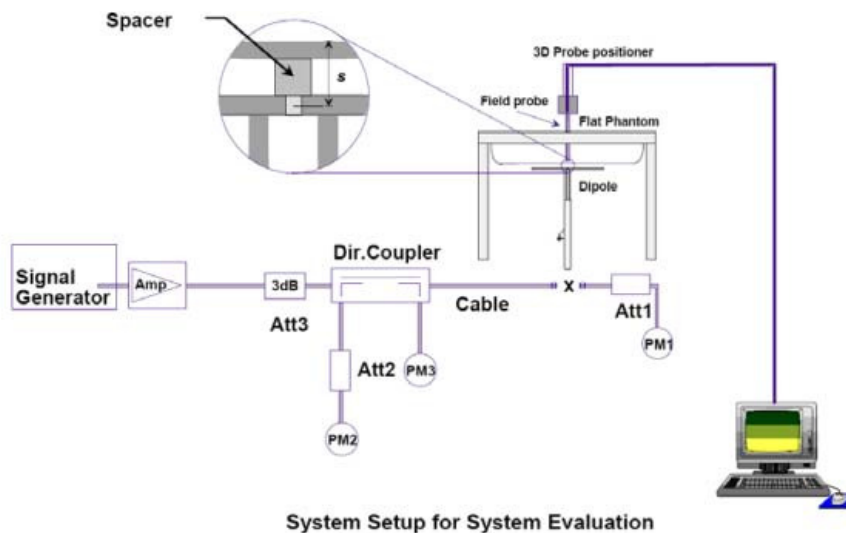 Spacer
s
3D Probe positioner
Field probe
Flat Phantom
Dipole
Signal
Generator
Amp
3dB
Att3
Dir.Coupler
Att2
PM2
PM3
Cable
X
Att1
PM1
System Setup for System Evaluation